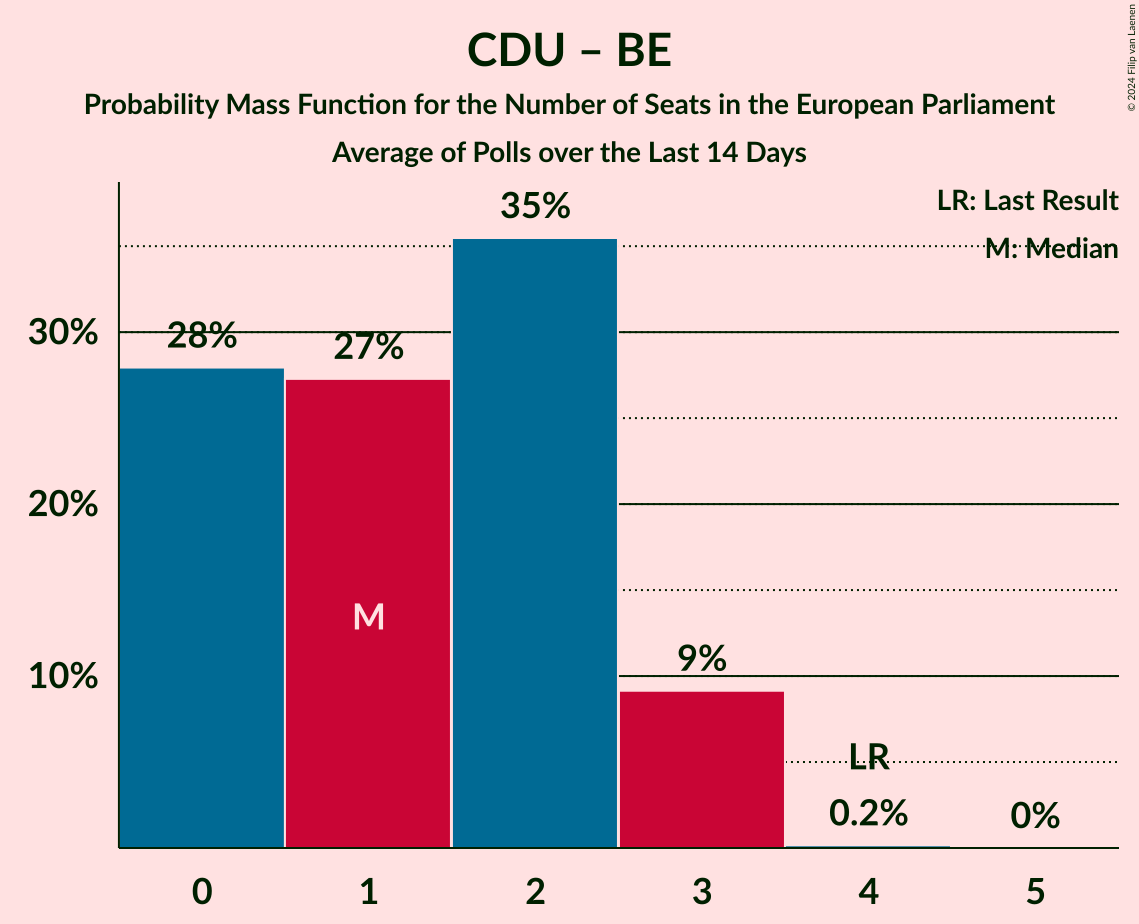 CDU – BE
Probability Mass Function for the Number of Seats in the European Parliament
Average of Polls over the Last 14 Days
© 2024 Filip van Laenen
LR: Last Result
M: Median
35%
28%
27%
9%
LR
0.2%
0%
M
30%
20%
10%
0 1 2 3 4 5